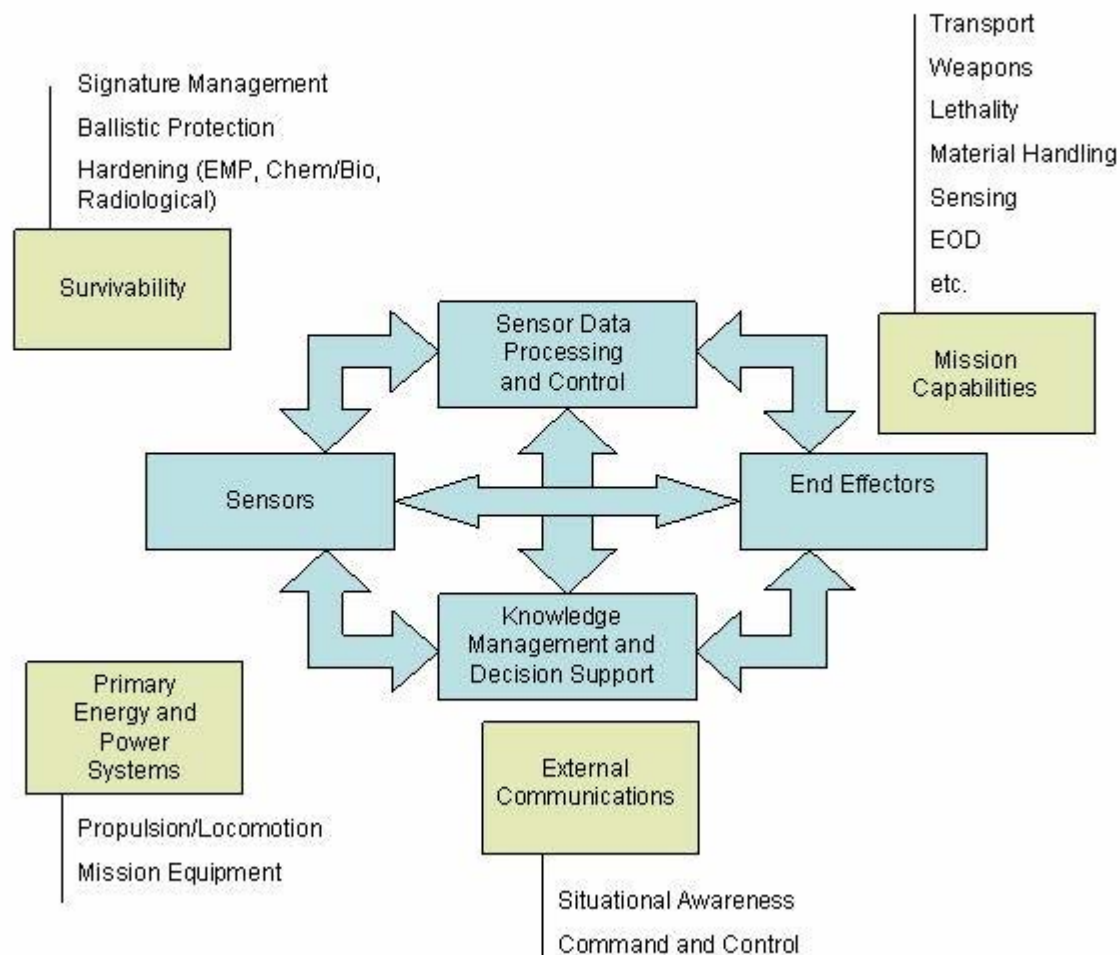 Transport
Weapons
Lethality
Material Handling
Sensing
EOD
etc.
Mission
Capabilities
Signature Management
Ballistic Protection
Hardening (EMP, Chem/Bio,
Radiological)
Survivability
Sensor Data
Processing
and Control
Sensors
End Effectors
Knowledge
Management and
Decision Support
Primary
Energy and
Power
Systems
Propulsion/Locomotion
Mission Equipment
External
Communications
Situational Awareness
Command and Control